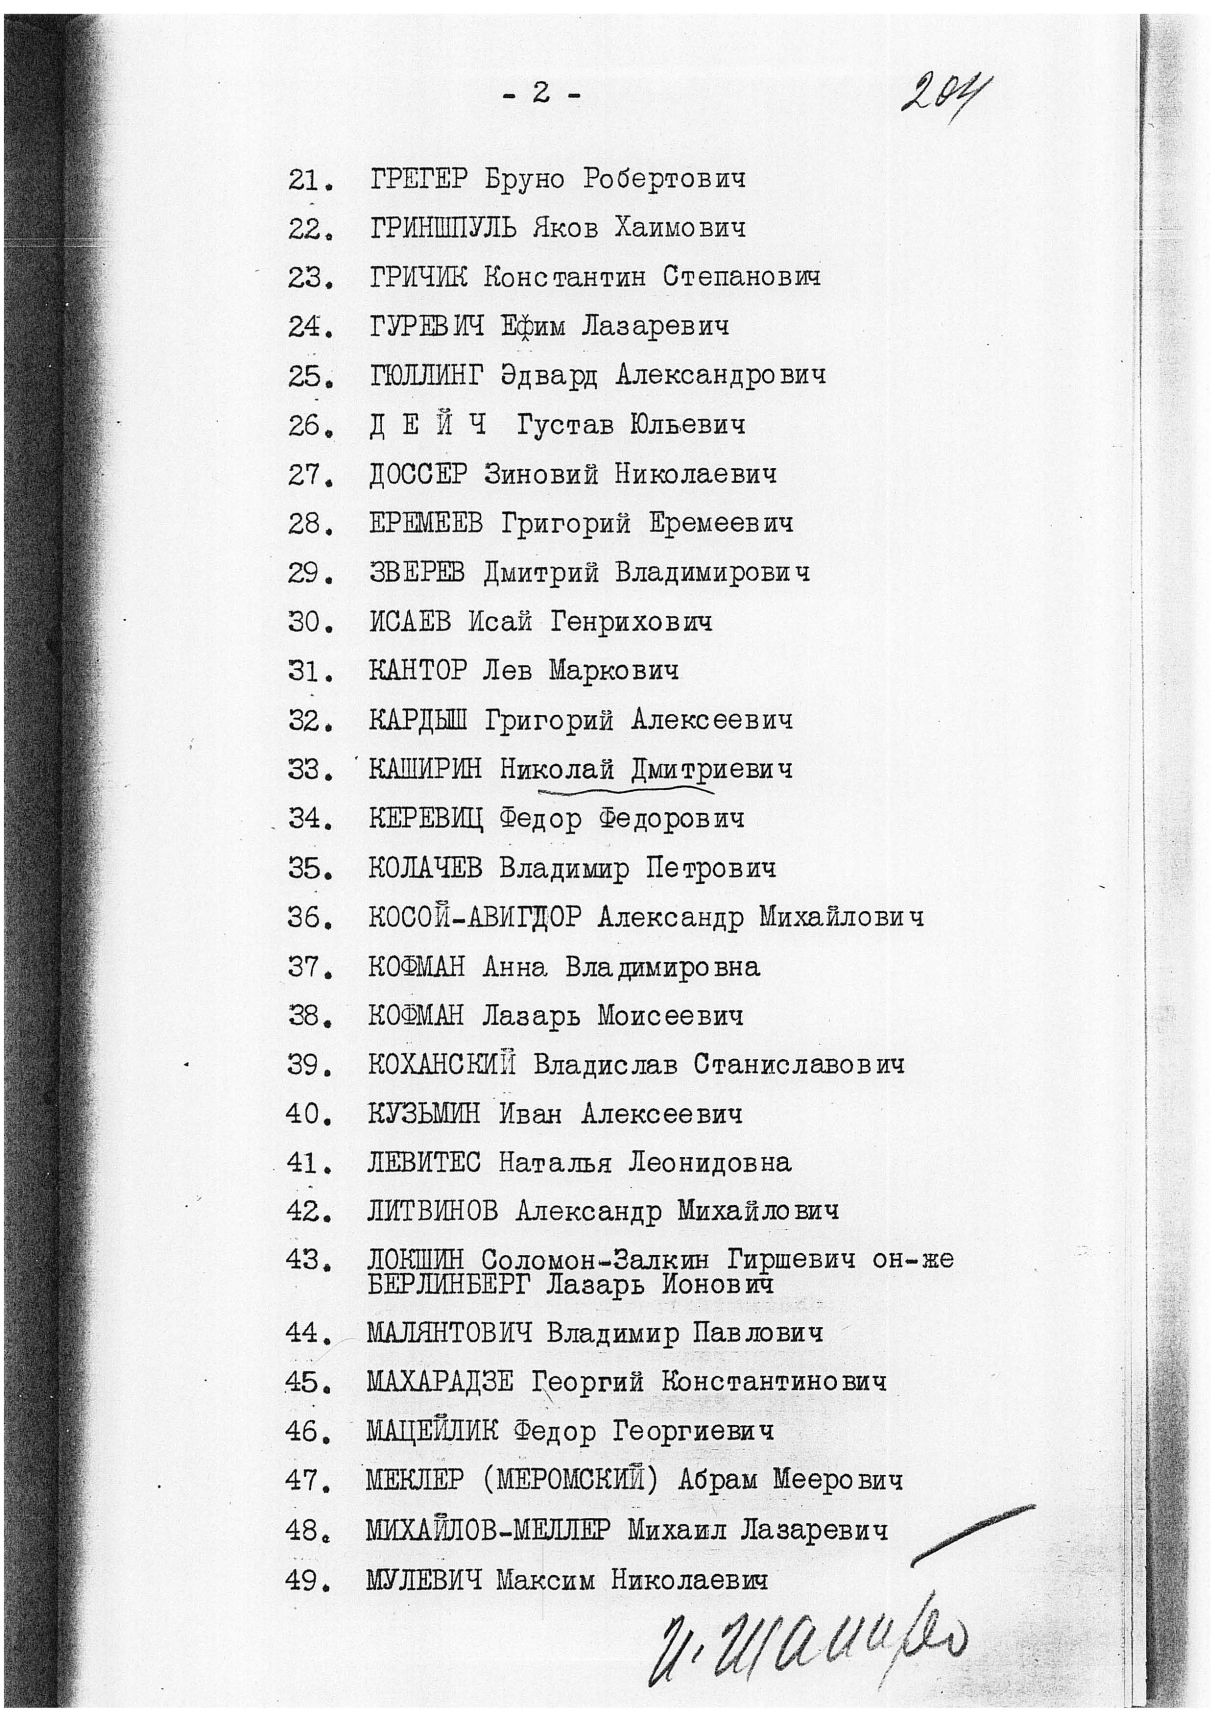 - 2 -
204
21. ГРЕГЕР Бруно Робертович
22. ГРИНШПУЛЬ Яков Хаимович
23. ГРИЧИК Константин Степанович
24. ГУРЕВИЧ Ефим Лазаревич
25. ГЮЛЛИНГ Эдвард Александрович
26. Д Е Й Ч Густав Юльевич
27. ДОССЕР Зиновий Николаевич
28. ЕРЕМЕЕВ Григорий Еремеевич
29. ЗВЕРЕВ Дмитрий Владимирович
30. ИСАЕВ Исай Генрихович
31. КАНТОР Лев Маркович
32. КАРДЫШ Григорий Алексеевич
33. КАШИРИН Николай Дмитриевич
34. КЕРЕВИЦ Федор Федорович
35. КОЛАЧЕВ Владимир Петрович
36. КОСОЙ-АВИГДОР Александр Михайлович
37. КОФМАН Анна Владимировна
38. КОФМАН Лазарь Моисеевич
39. КОХАНСКИЙ Владислав Станиславович
40. КУЗЬМИН Иван Алексеевич
41. ЛЕВИТЕС Наталья Леонидовна
42. ЛИТВИНОВ Александр Михайлович
43. ЛОКШИН Соломон-Залкин Гиршевич он-же
БЕРЛИНБЕРГ Лазарь Ионович
44. МАЛЯНТОВИЧ Владимир Павлович
45. МАХАРАДЗЕ Георгий Константинович
46. МАЦЕЙЛИК Федор Георгиевич
47. МЕКЛЕР (МЕРОМСКИЙ) Абрам Меерович
48. МИХАЙЛОВ-МЕЛЛЕР Михаил Лазаревич
49. МУЛЕВИЧ Максим Николаевич
И. Шапиро